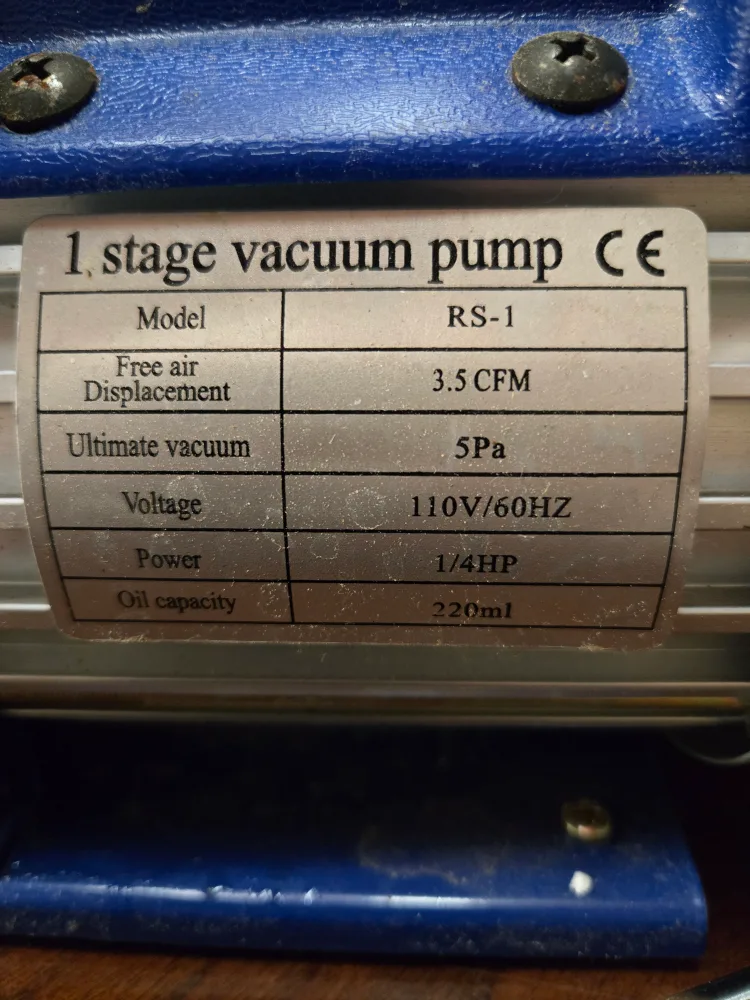 1 stage vacuum pump CE
Model RS-1
Free air
Displacement 3.5 CFM
Ultimate vacuum 5Pa
Voltage 110V/60HZ
Power 1/4HP
Oil capacity 220ml